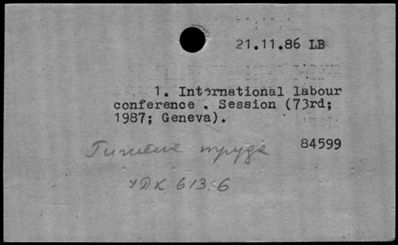 21.11.86 LB
1. International labour
conference . Session (73rd;
1987; Geneva).
Гигиена труда 84599
УДК 613.6